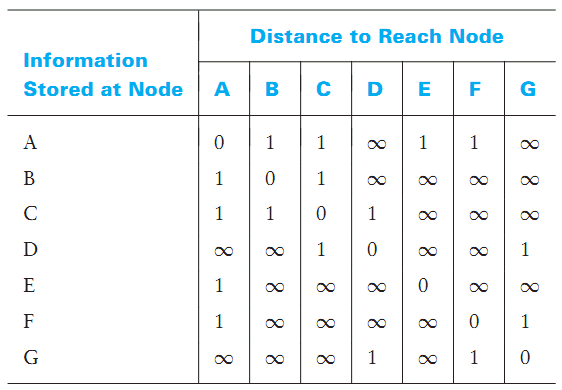 Distance to Reach Node
Information
Stored at Node A B C D E F G
A 0 1 1 ∞ 1 1 ∞
B 1 0 1 ∞ ∞ ∞ ∞
C 1 1 0 1 ∞ ∞ ∞
D ∞ ∞ 1 0 ∞ ∞ 1
E 1 ∞ ∞ ∞ 0 ∞ ∞
F 1 ∞ ∞ ∞ ∞ 0 1
G ∞ ∞ ∞ 1 ∞ 1 0